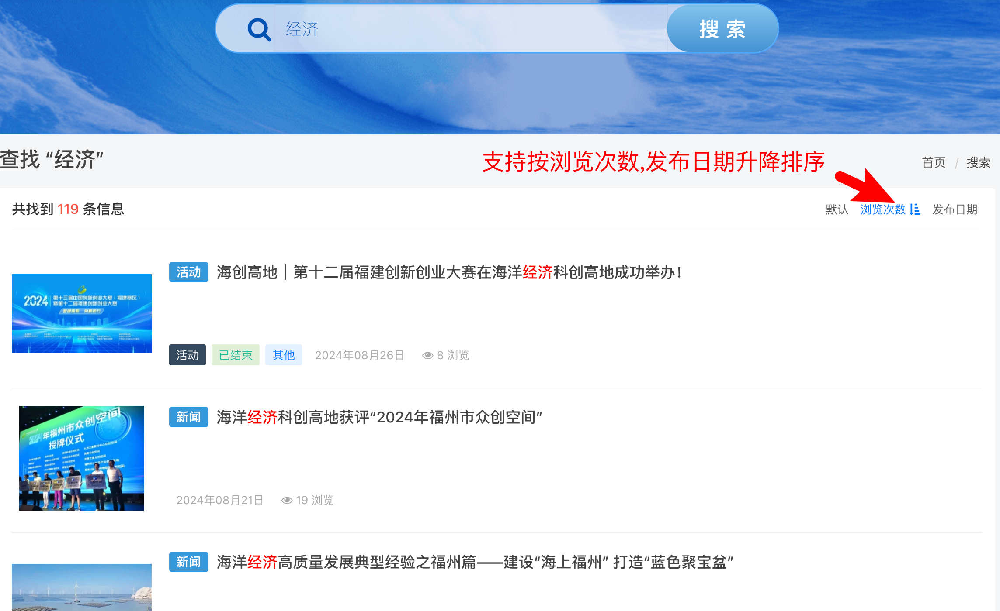 经济
搜 索
查找 “经济”
支持按浏览次数,发布日期升降排序
首页 / 搜索
共找到 119 条信息
默认 浏览次数 发布日期
活动 海创高地｜第十二届福建创新创业大赛在海洋经济科创高地成功举办！
2024 第十三届中国创新创业大赛（福建赛区）
暨第十二届福建创新创业大赛
活动 已结束 其他 2024年08月26日 8 浏览
新闻 海洋经济科创高地获评“2024年福州市众创空间”
2024年福州市众创空间
授牌仪式
2024年08月21日 19 浏览
新闻 海洋经济高质量发展典型经验之福州篇——建设“海上福州” 打造“蓝色聚宝盆”